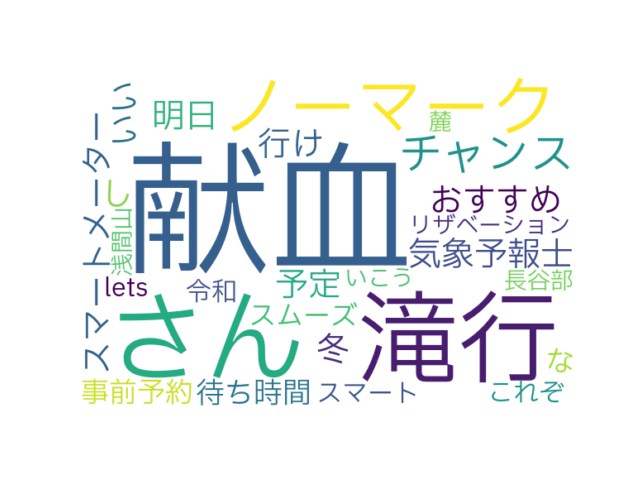 ノーマーク
いい
明日
麓
行け
チャンス
スマートメーター
献血
おすすめ
し
浅間山
リザベーション
気象予報士
lets
令和
予定
いこう
長谷部
さん
スムーズ
滝行
冬
な
事前予約
待ち時間
スマート
これぞ